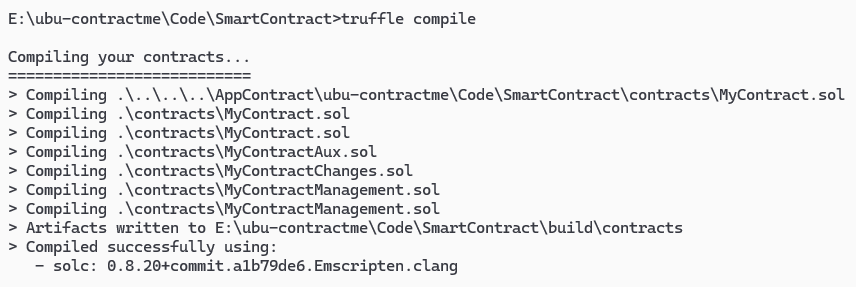 E:\ubu-contractme\Code\SmartContract>truffle compile
Compiling your contracts...
===========================
> Compiling .\..\..\..\AppContract\ubu-contractme\Code\SmartContract\contracts\MyContract.sol
> Compiling .\contracts\MyContract.sol
> Compiling .\contracts\MyContract.sol
> Compiling .\contracts\MyContractAux.sol
> Compiling .\contracts\MyContractChanges.sol
> Compiling .\contracts\MyContractManagement.sol
> Compiling .\contracts\MyContractManagement.sol
> Artifacts written to E:\ubu-contractme\Code\SmartContract\build\contracts
> Compiled successfully using:
   - solc: 0.8.20+commit.a1b79de6.Emscripten.clang